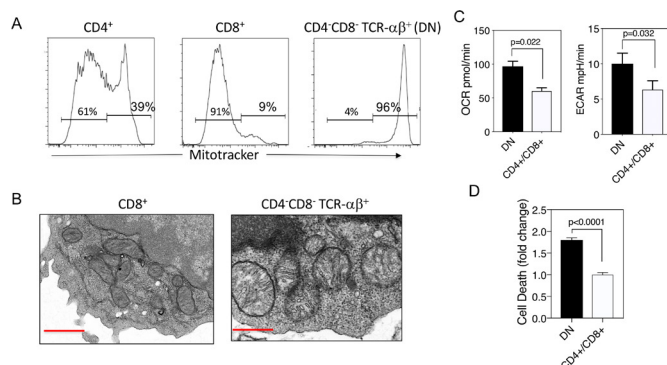 A
CD4⁺
CD8⁺
CD4⁻CD8⁻ TCR-αβ⁺ (DN)
61%
39%
91%
9%
4%
96%
Mitotracker
B
CD8⁺
CD4⁻CD8⁻ TCR-αβ⁺
C
OCR pmol/min
150
100
50
0
p=0.022
DN
CD4+/CD8+
ECAR mpH/min
15
10
5
0
p=0.032
DN
CD4+/CD8+
D
Cell Death (fold change)
2.5
2.0
1.5
1.0
0.5
0.0
p<0.0001
DN
CD4+/CD8+